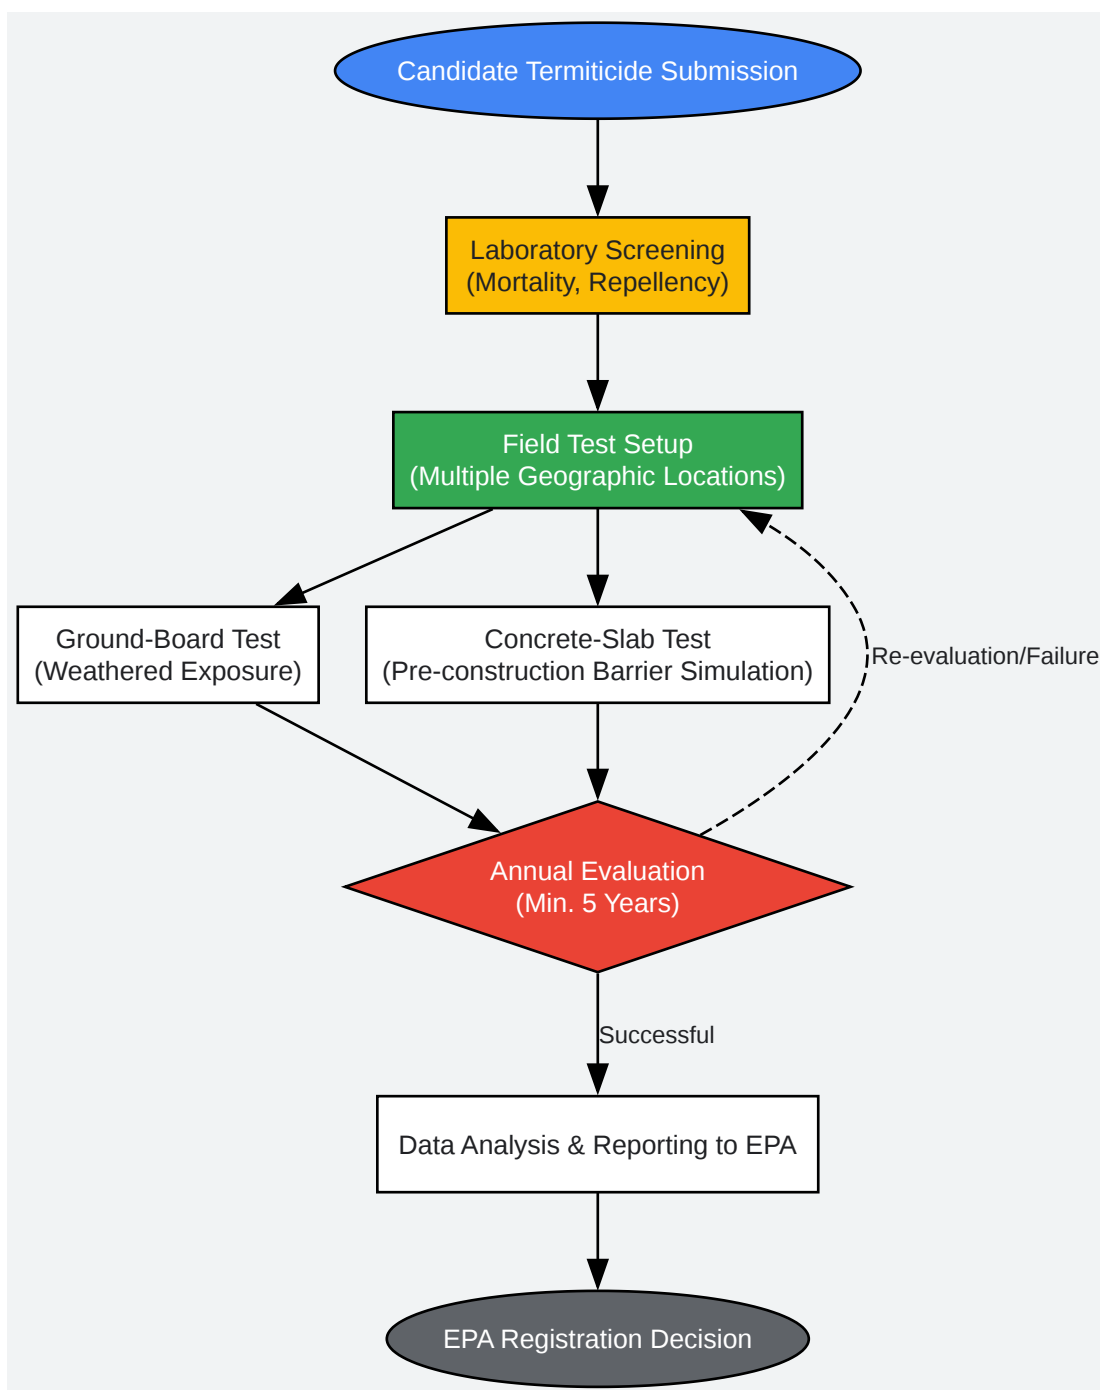 Candidate Termiticide Submission
Laboratory Screening
(Mortality, Repellency)
Field Test Setup
(Multiple Geographic Locations)
Ground-Board Test
(Weathered Exposure)
Concrete-Slab Test
(Pre-construction Barrier Simulation)
Re-evaluation/Failure
Annual Evaluation
(Min. 5 Years)
Successful
Data Analysis & Reporting to EPA
EPA Registration Decision